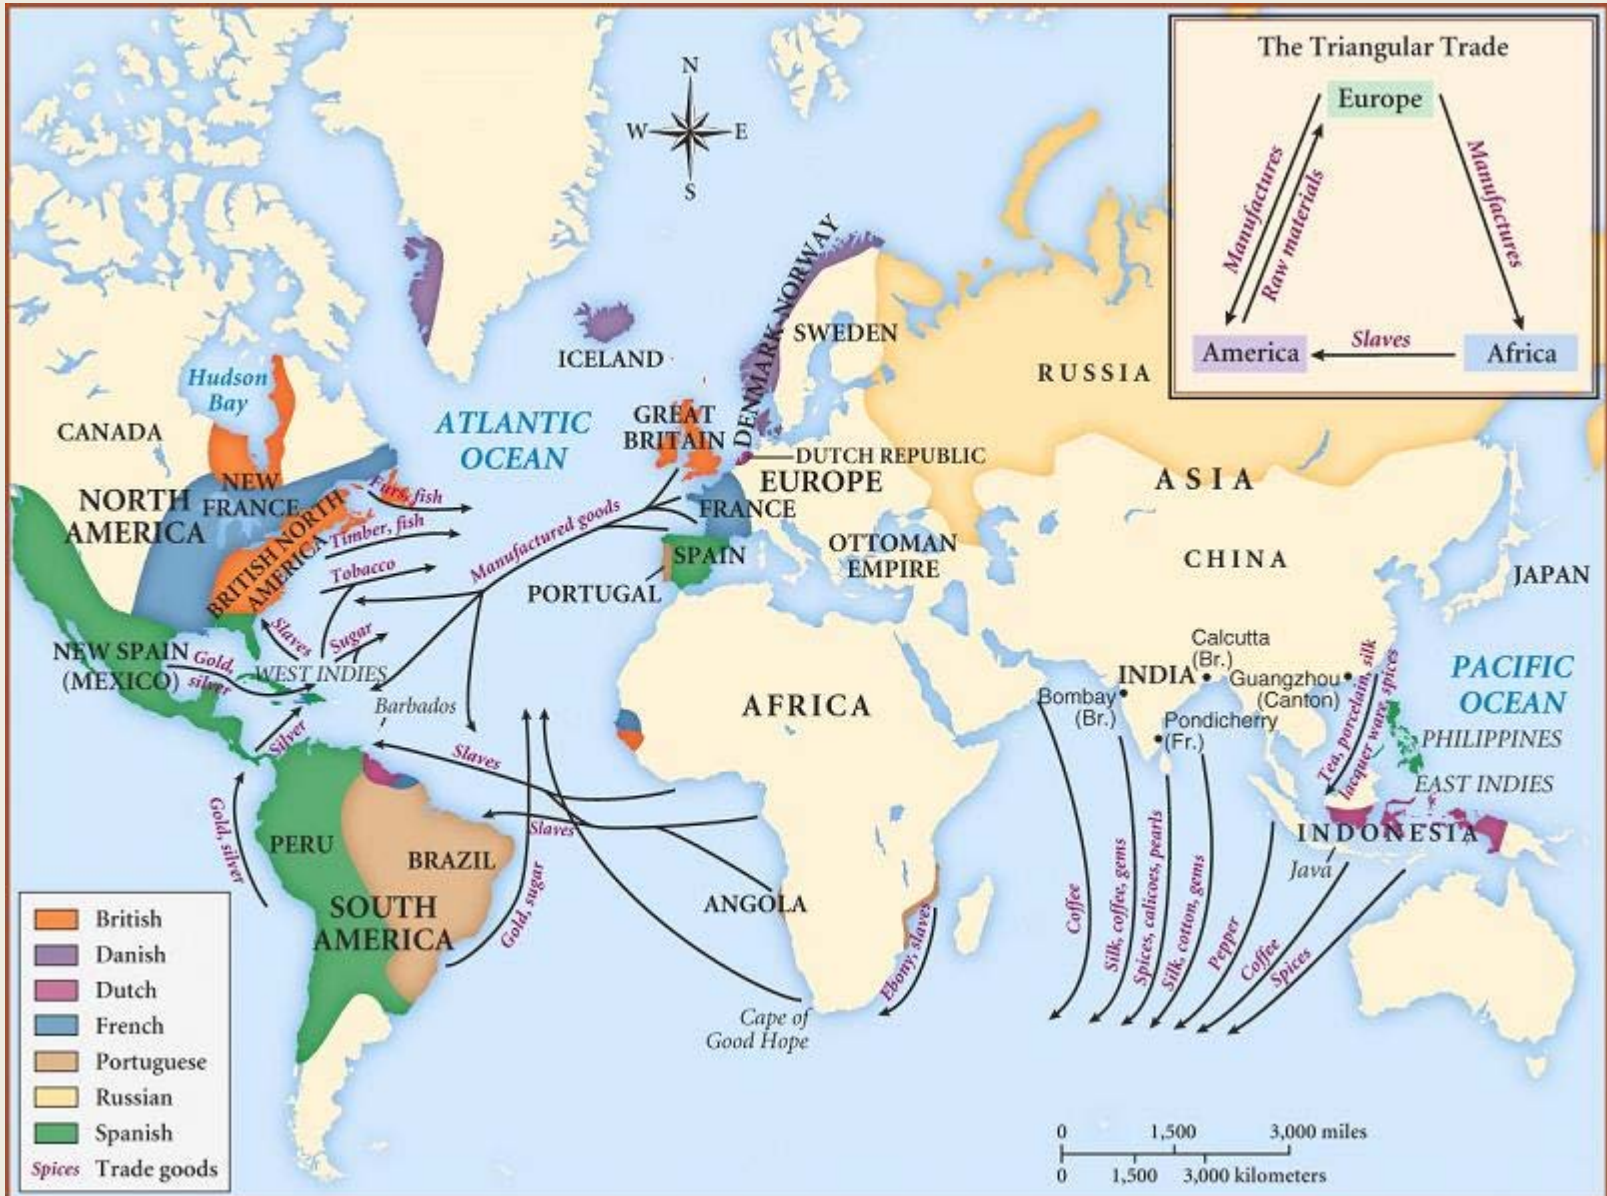 The Triangular Trade
Europe
Manufactures
Raw materials
Manufactures
America
Slaves
Africa
N
W
E
S
ICELAND
DENMARK-NORWAY
SWEDEN
RUSSIA
Hudson
Bay
CANADA
ATLANTIC
OCEAN
GREAT
BRITAIN
DUTCH REPUBLIC
EUROPE
ASIA
NORTH
AMERICA
NEW
FRANCE
BRITISH NORTH
AMERICA
Furs, fish
Timber, fish
Tobacco
Manufactured goods
FRANCE
SPAIN
PORTUGAL
OTTOMAN
EMPIRE
CHINA
JAPAN
NEW SPAIN
(MEXICO)
Gold,
silver
Slaves
Sugar
WEST INDIES
Barbados
Silver
AFRICA
INDIA
Calcutta
(Br.)
Bombay
(Br.)
Guangzhou
(Canton)
Pondicherry
(Fr.)
Tea, porcelain, silk
lacquer ware, spices
PACIFIC
OCEAN
PHILIPPINES
EAST INDIES
INDONESIA
Java
Slaves
Slaves
Gold, silver
PERU
BRAZIL
SOUTH
AMERICA
Gold, sugar
ANGOLA
Ebony, slaves
Cape of
Good Hope
Coffee
Silk, coffee, gems
Spices, calicoes, pearls
Silk, cotton, gems
Pepper
Coffee
Spices
British
Danish
Dutch
French
Portuguese
Russian
Spanish
Spices Trade goods
0 1,500 3,000 miles
0 1,500 3,000 kilometers